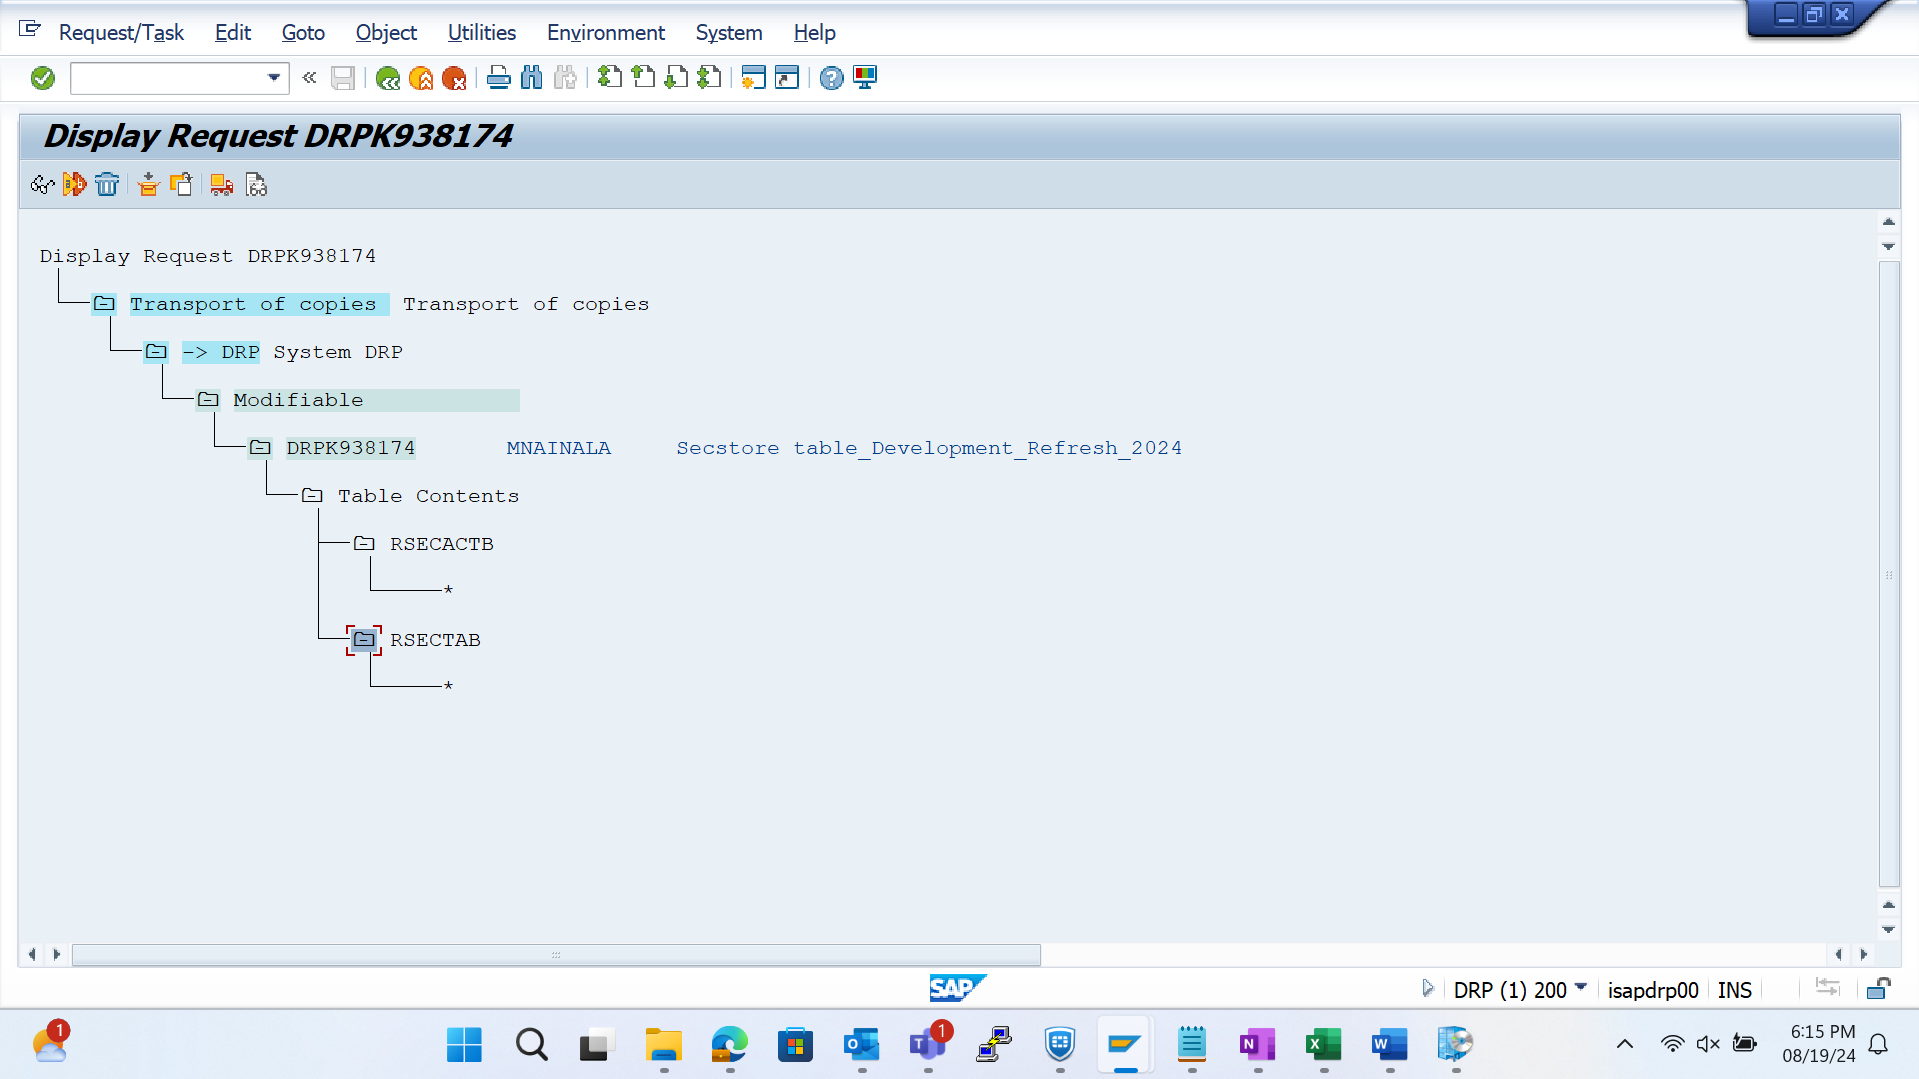 Request/Task Edit Goto Object Utilities Environment System Help
Display Request DRPK938174
Display Request DRPK938174
Transport of copies Transport of copies
-> DRP System DRP
Modifiable
DRPK938174 MNAINALA Secstore table_Development_Refresh_2024
Table Contents
RSECACTB
*
RSECTAB
*
SAP
DRP (1) 200 isapdrp00 INS
1
1
6:15 PM
08/19/24